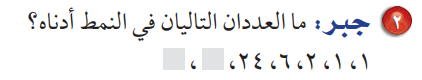 ٢ جبر: ما العددان التاليان في النمط أدناه؟
١، ١، ٢، ٦، ٢٤، ■، ■